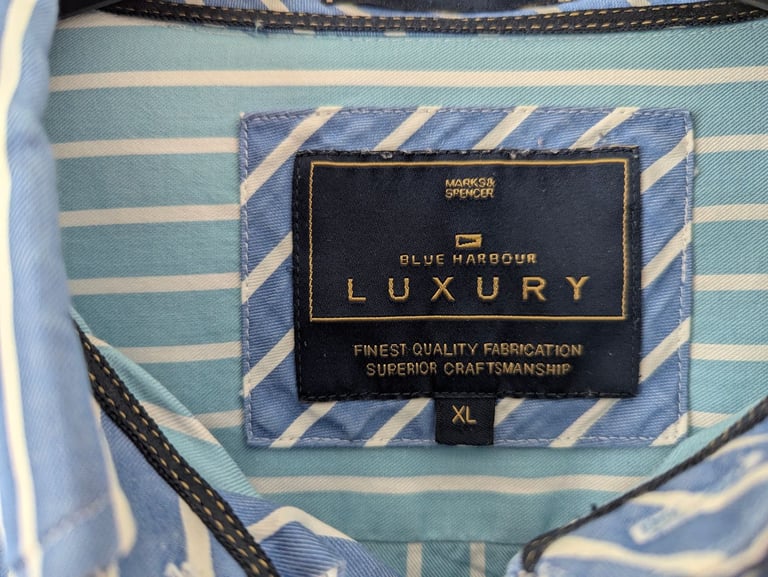 MARKS&
SPENCER
BLUE HARBOUR
LUXURY
FINEST QUALITY FABRICATION
SUPERIOR CRAFTSMANSHIP
XL